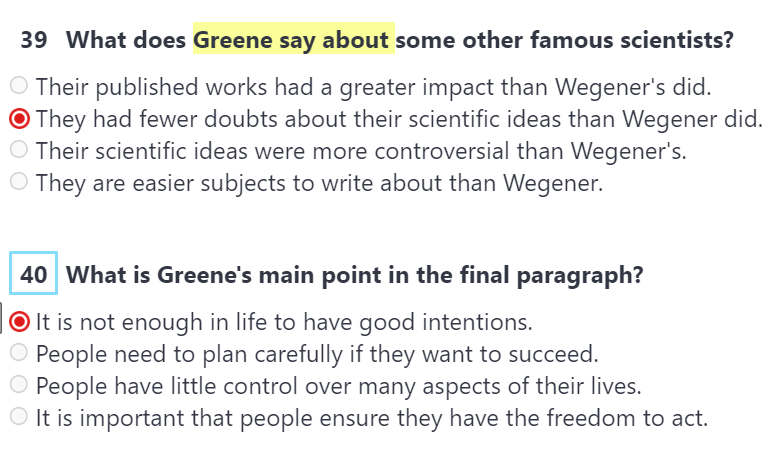 39 What does Greene say about some other famous scientists?
Their published works had a greater impact than Wegener's did.
They had fewer doubts about their scientific ideas than Wegener did.
Their scientific ideas were more controversial than Wegener's.
They are easier subjects to write about than Wegener.
40 What is Greene's main point in the final paragraph?
It is not enough in life to have good intentions.
People need to plan carefully if they want to succeed.
People have little control over many aspects of their lives.
It is important that people ensure they have the freedom to act.